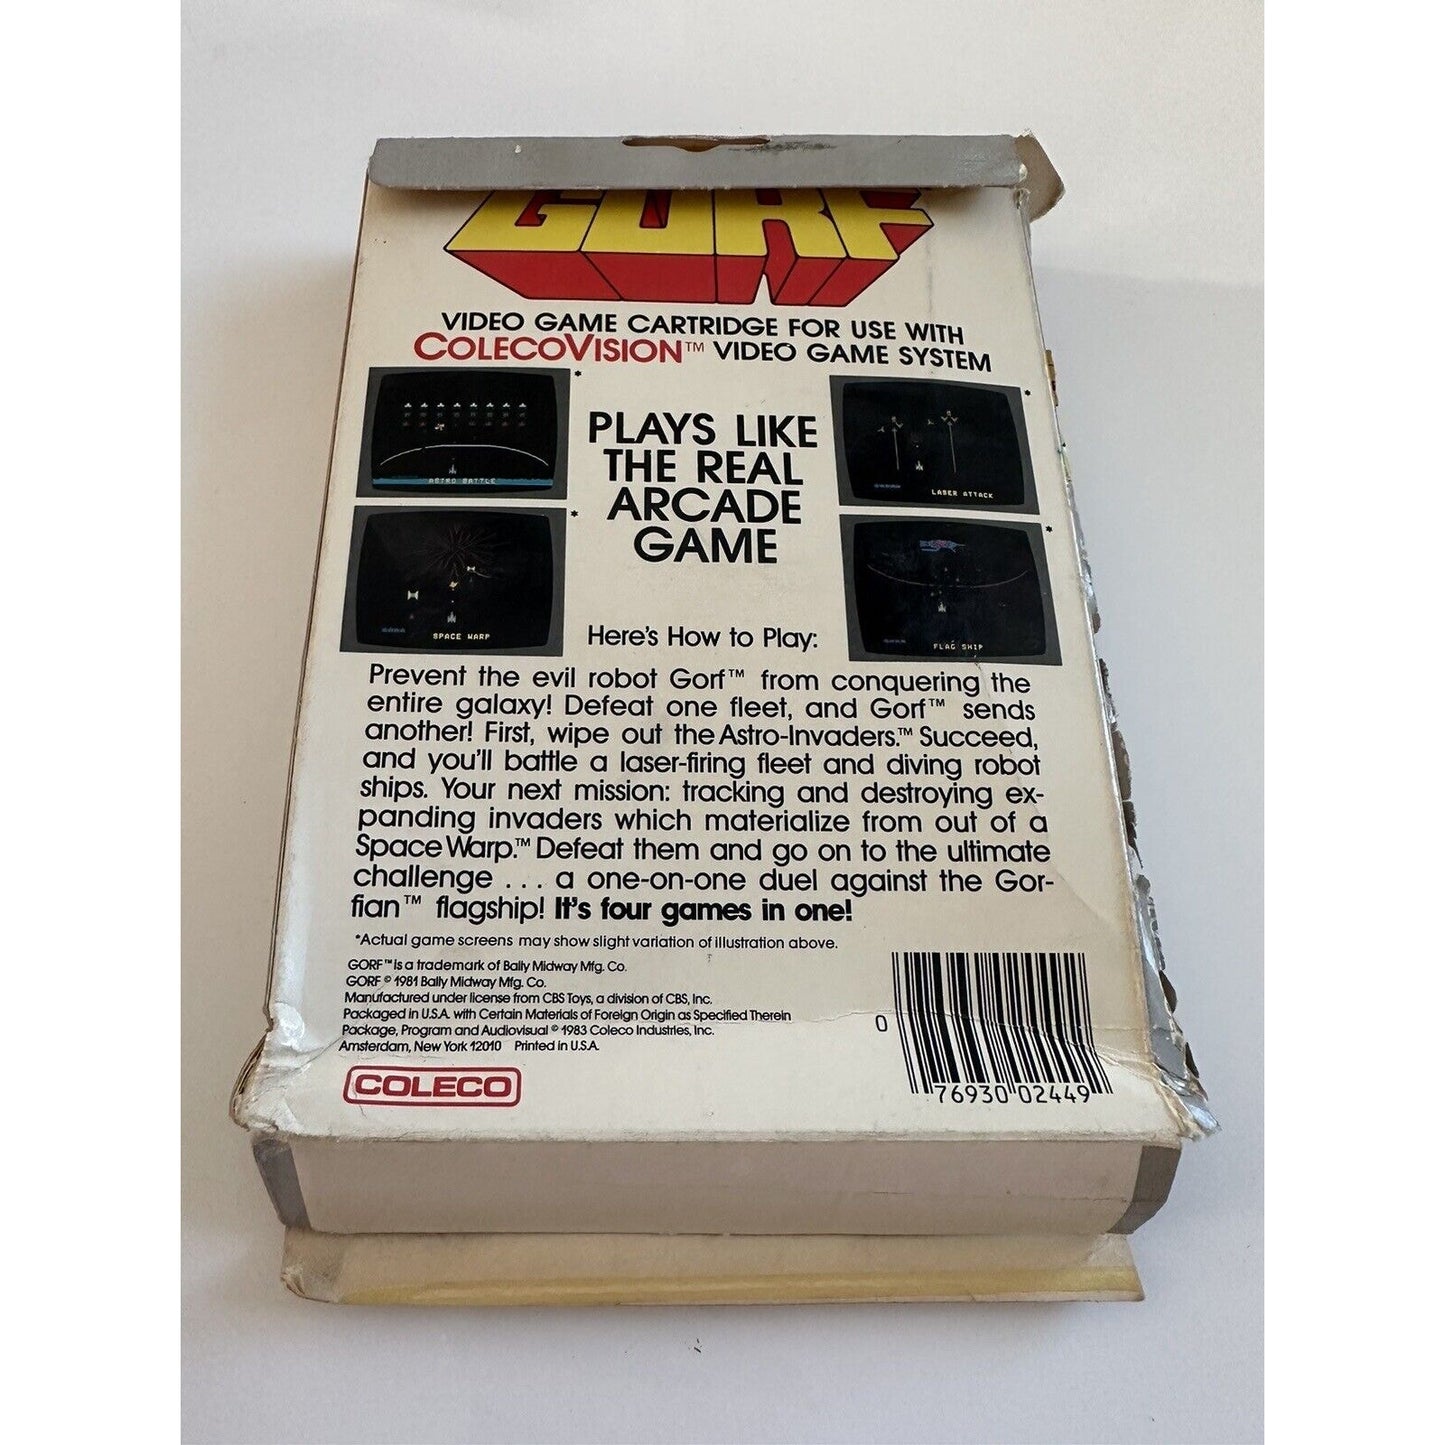 GORF
VIDEO GAME CARTRIDGE FOR USE WITH
COLECOVISION™ VIDEO GAME SYSTEM
*
ASTRO BATTLE
*
SPACE WARP
PLAYS LIKE
THE REAL
ARCADE
GAME
*
LASER ATTACK
*
FLAG SHIP
Here's How to Play:
Prevent the evil robot Gorf™ from conquering the
entire galaxy! Defeat one fleet, and Gorf™ sends
another! First, wipe out the Astro-Invaders.™ Succeed,
and you'll battle a laser-firing fleet and diving robot
ships. Your next mission: tracking and destroying ex-
panding invaders which materialize from out of a
Space Warp.™ Defeat them and go on to the ultimate
challenge . . . a one-on-one duel against the Gor-
fian™ flagship! It's four games in one!
*Actual game screens may show slight variation of illustration above.
GORF™ is a trademark of Bally Midway Mfg. Co.
GORF © 1981 Bally Midway Mfg. Co.
Manufactured under license from CBS Toys, a division of CBS, Inc.
Packaged in U.S.A. with Certain Materials of Foreign Origin as Specified Therein
Package, Program and Audiovisual © 1983 Coleco Industries, Inc.
Amsterdam, New York 12010 Printed in U.S.A.
COLECO
0 76930 02449